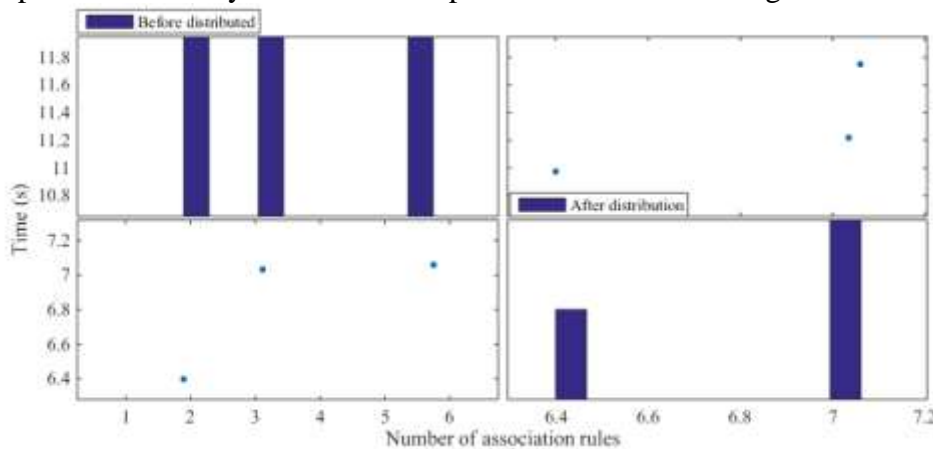 Before distributed
11.8
11.6
11.4
11.2
11
10.8
After distribution
Time (s)
7.2
7
6.8
6.6
6.4
1 2 3 4 5 6 6.4 6.6 6.8 7 7.2
Number of association rules